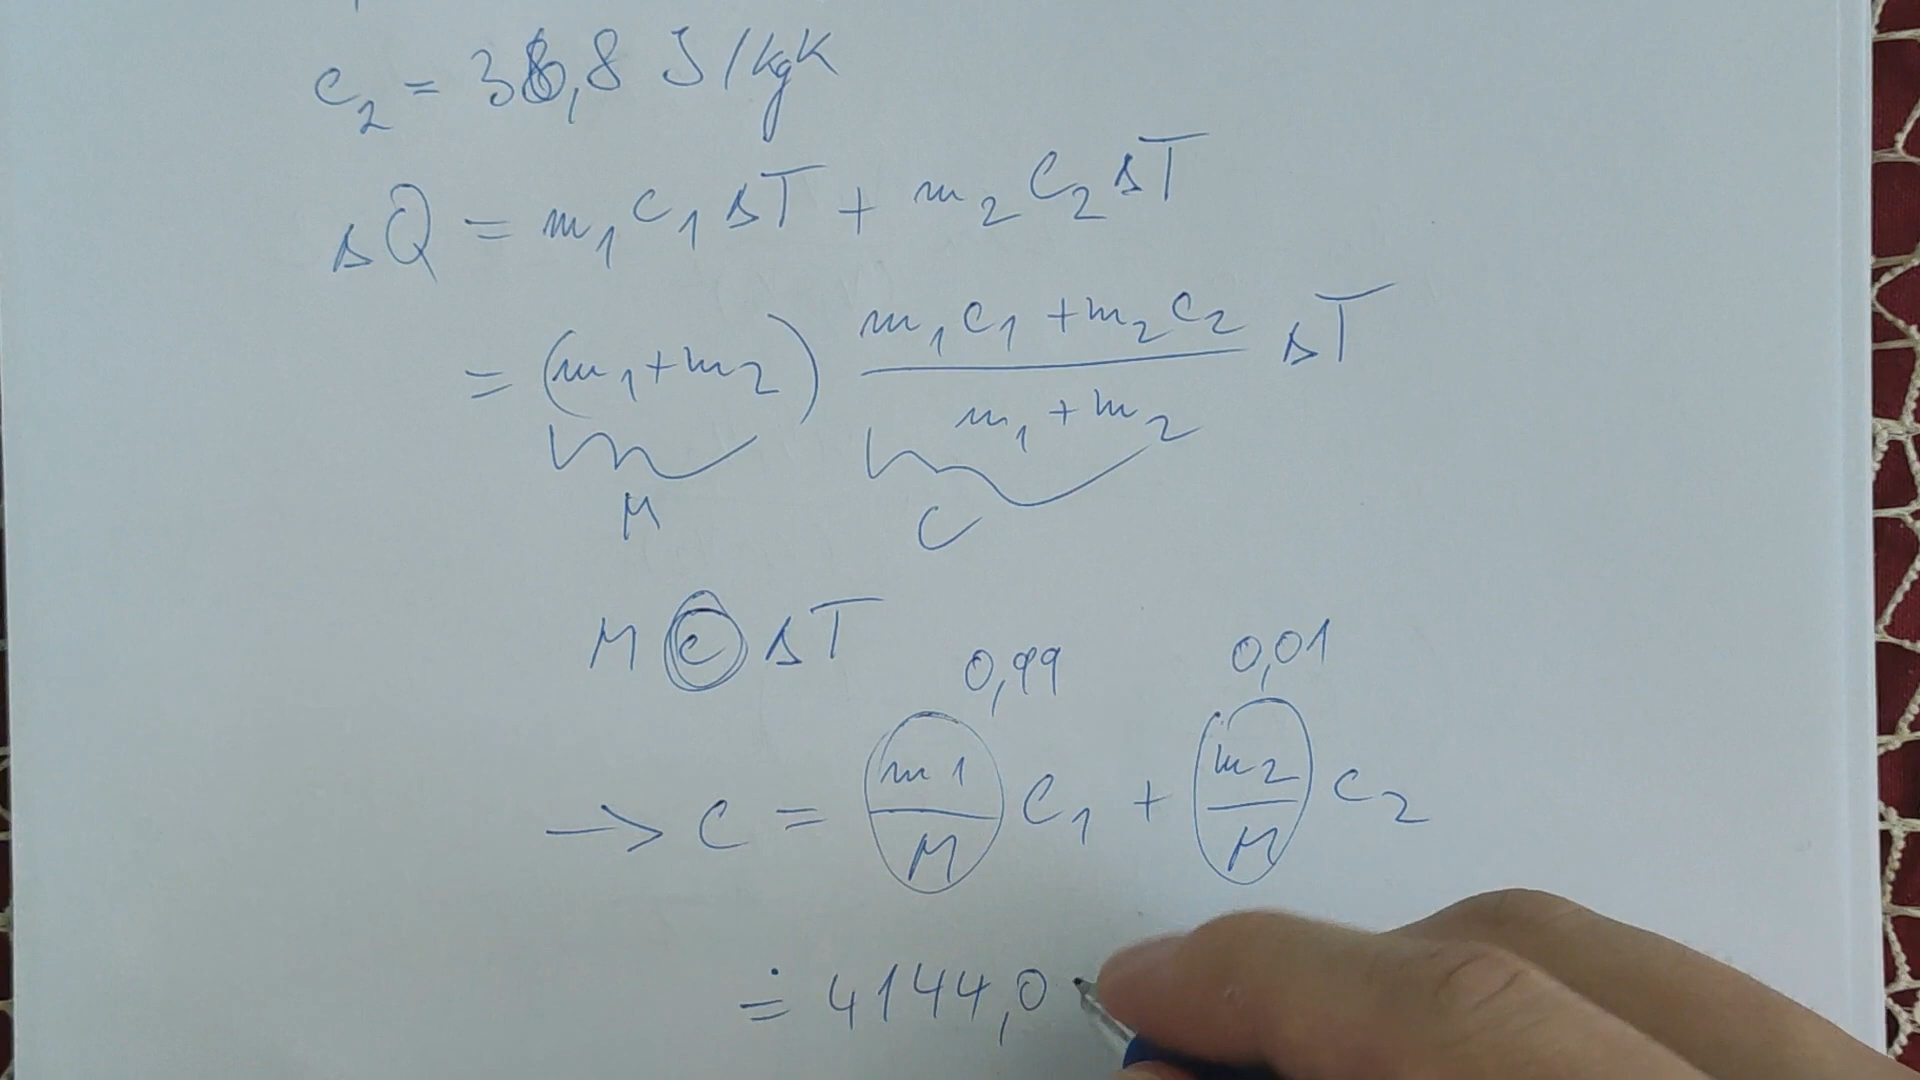 c₂ = 36,8 J/kgK
ΔQ = m₁c₁ΔT + m₂c₂ΔT
= (m₁+m₂) (m₁c₁+m₂c₂)/(m₁+m₂) ΔT
M C
M c ΔT
0,99 0,01
→ c = m1/M c₁ + m2/M c₂
≐ 4144,0